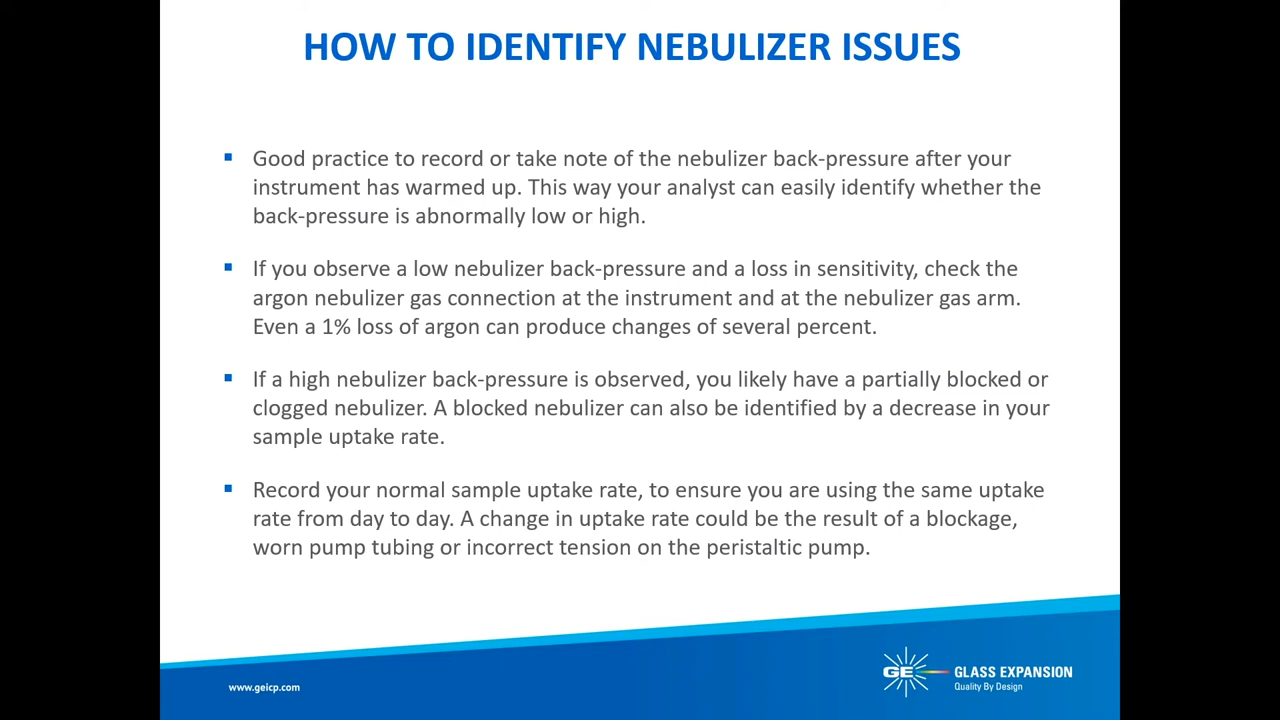 HOW TO IDENTIFY NEBULIZER ISSUES
▪ Good practice to record or take note of the nebulizer back-pressure after your
instrument has warmed up. This way your analyst can easily identify whether the
back-pressure is abnormally low or high.
▪ If you observe a low nebulizer back-pressure and a loss in sensitivity, check the
argon nebulizer gas connection at the instrument and at the nebulizer gas arm.
Even a 1% loss of argon can produce changes of several percent.
▪ If a high nebulizer back-pressure is observed, you likely have a partially blocked or
clogged nebulizer. A blocked nebulizer can also be identified by a decrease in your
sample uptake rate.
▪ Record your normal sample uptake rate, to ensure you are using the same uptake
rate from day to day. A change in uptake rate could be the result of a blockage,
worn pump tubing or incorrect tension on the peristaltic pump.
www.geicp.com
GE GLASS EXPANSION
Quality By Design